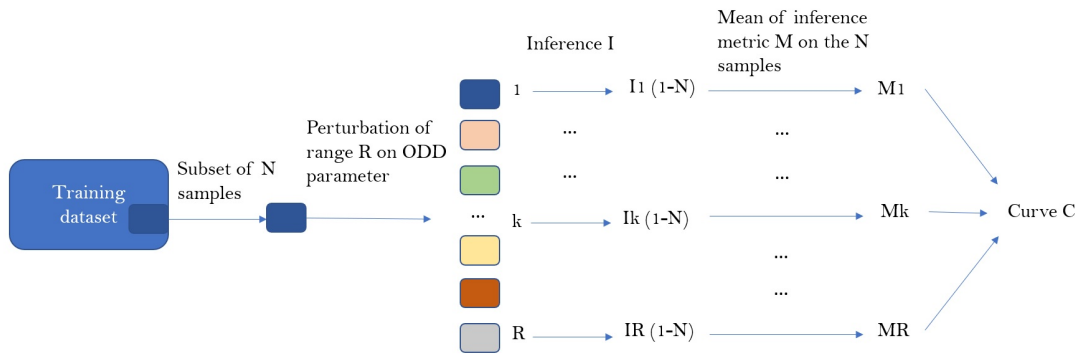 Training
dataset
Subset of N
samples
Perturbation of
range R on ODD
parameter
Inference I
Mean of inference
metric M on the N
samples
1
I1 (1-N)
M1
...
...
...
...
...
k
Ik (1-N)
Mk
Curve C
...
...
R
IR (1-N)
MR